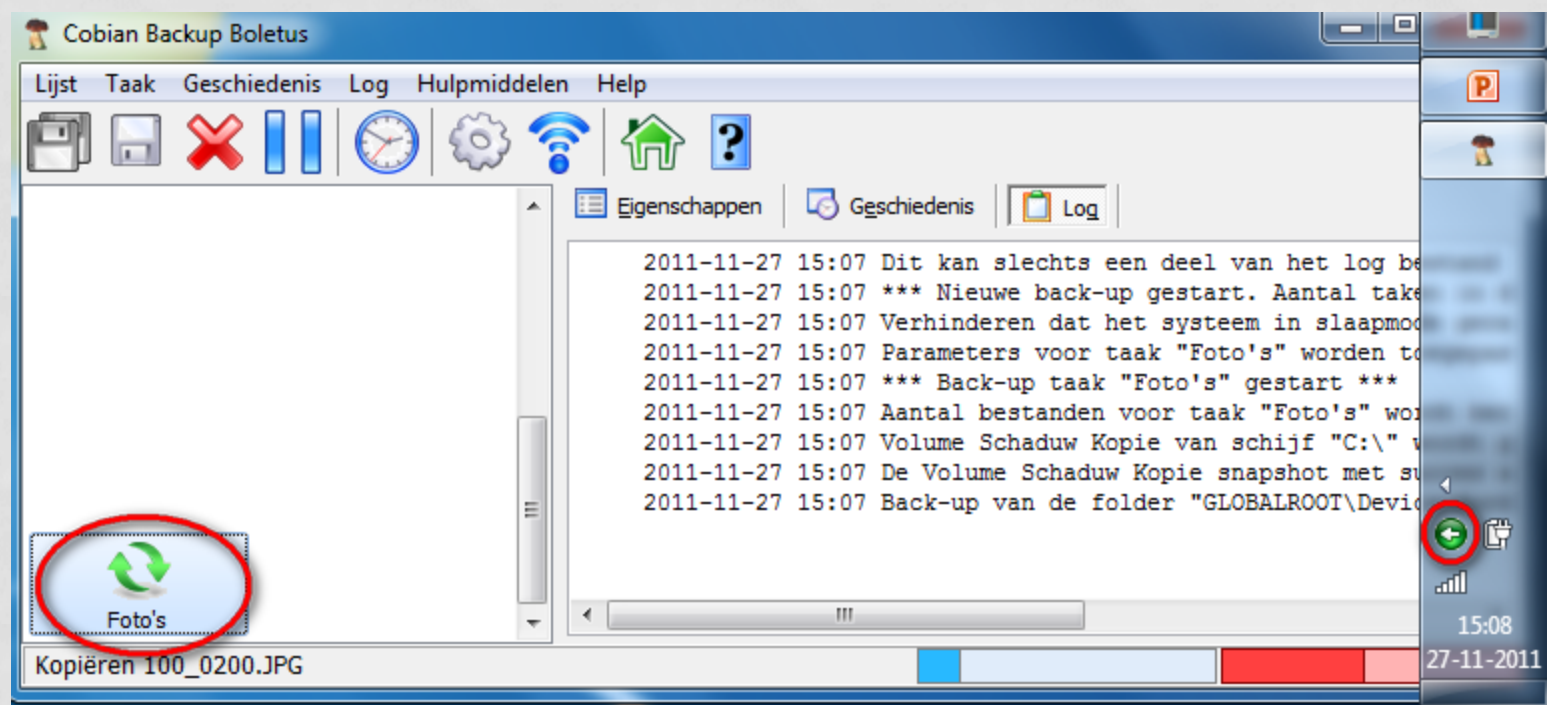 Cobian Backup Boletus
Lijst Taak Geschiedenis Log Hulpmiddelen Help
Eigenschappen Geschiedenis Log
2011-11-27 15:07 Dit kan slechts een deel van het log
2011-11-27 15:07 *** Nieuwe back-up gestart. Aantal
2011-11-27 15:07 Verhinderen dat het systeem in
2011-11-27 15:07 Parameters voor taak "Foto's" worden
2011-11-27 15:07 *** Back-up taak "Foto's" gestart ***
2011-11-27 15:07 Aantal bestanden voor taak "Foto's"
2011-11-27 15:07 Volume Schaduw Kopie van schijf "C:\"
2011-11-27 15:07 De Volume Schaduw Kopie snapshot met
2011-11-27 15:07 Back-up van de folder "GLOBALROOT\
Foto's
Kopiëren 100_0200.JPG
P
15:08
27-11-2011